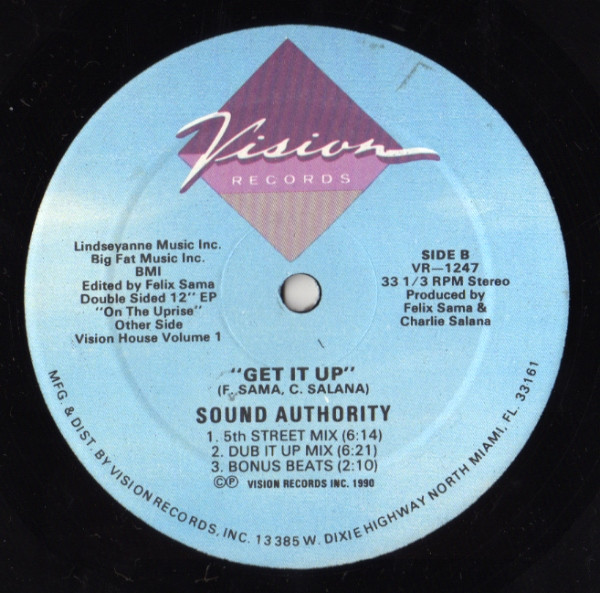 Vision
RECORDS
Lindseyanne Music Inc.
Big Fat Music Inc.
BMI
Edited by Felix Sama
Double Sided 12" EP
"On The Uprise"
Other Side
Vision House Volume 1
SIDE B
VR—1247
33 1/3 RPM Stereo
Produced by
Felix Sama &
Charlie Salana
"GET IT UP"
(F. SAMA, C. SALANA)
SOUND AUTHORITY
1. 5th STREET MIX (6:14)
2. DUB IT UP MIX (6:21)
3. BONUS BEATS (2:10)
©℗ VISION RECORDS INC. 1990
MFG. & DIST. BY VISION RECORDS, INC. 13385 W. DIXIE HIGHWAY NORTH MIAMI, FL. 33161